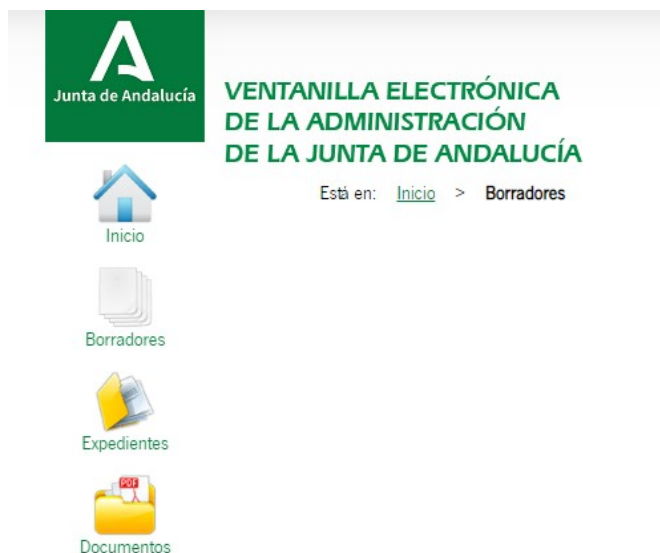 Junta de Andalucía
VENTANILLA ELECTRÓNICA
DE LA ADMINISTRACIÓN
DE LA JUNTA DE ANDALUCÍA
Está en: Inicio > Borradores
Inicio
Borradores
Expedientes
PDF
Documentos